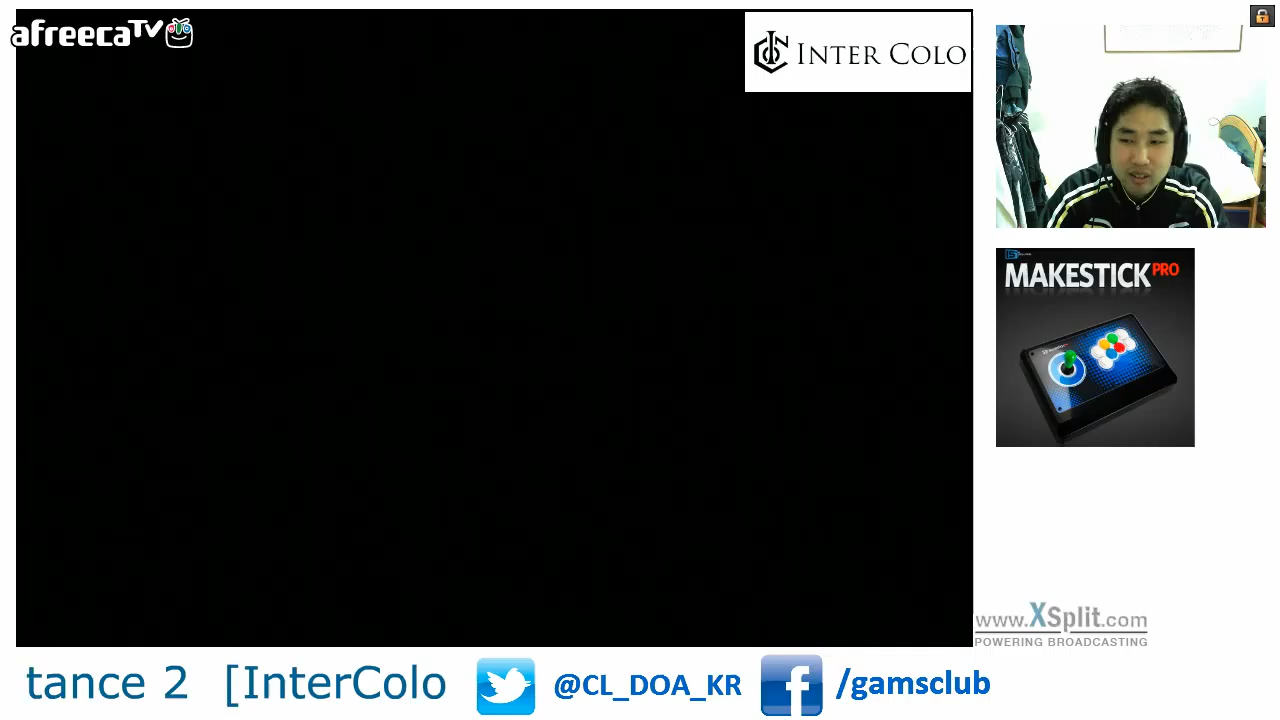 afreecaTV
INTER COLO
MAKESTICK PRO
www.XSplit.com
POWERING BROADCASTING
tance 2 [InterColo
@CL_DOA_KR
/gamsclub